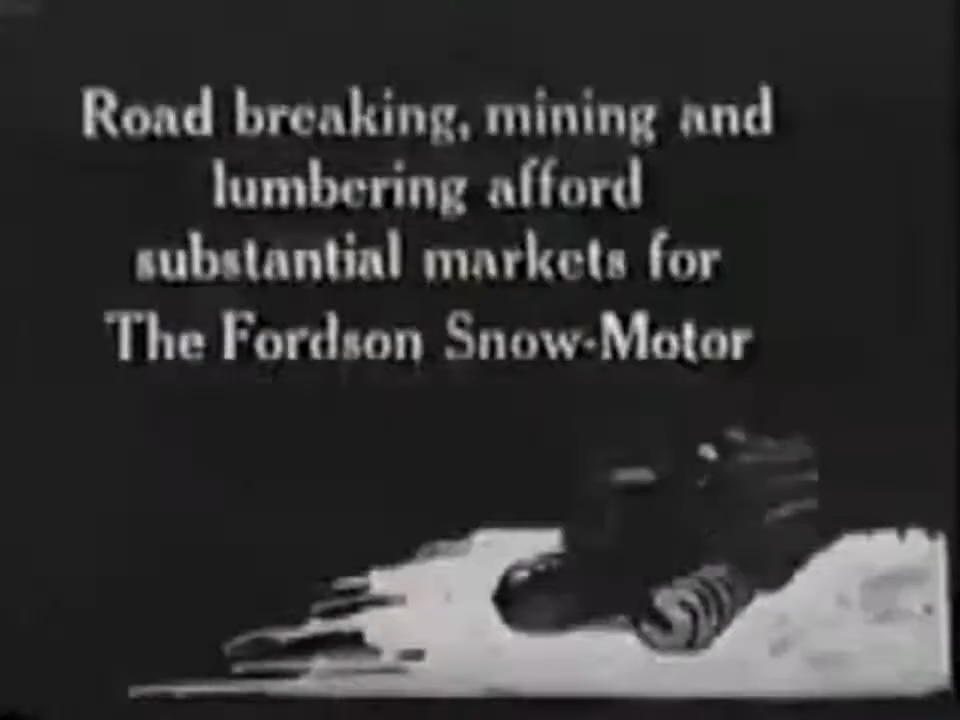 Road breaking, mining and
lumbering afford
substantial markets for
The Fordson Snow-Motor